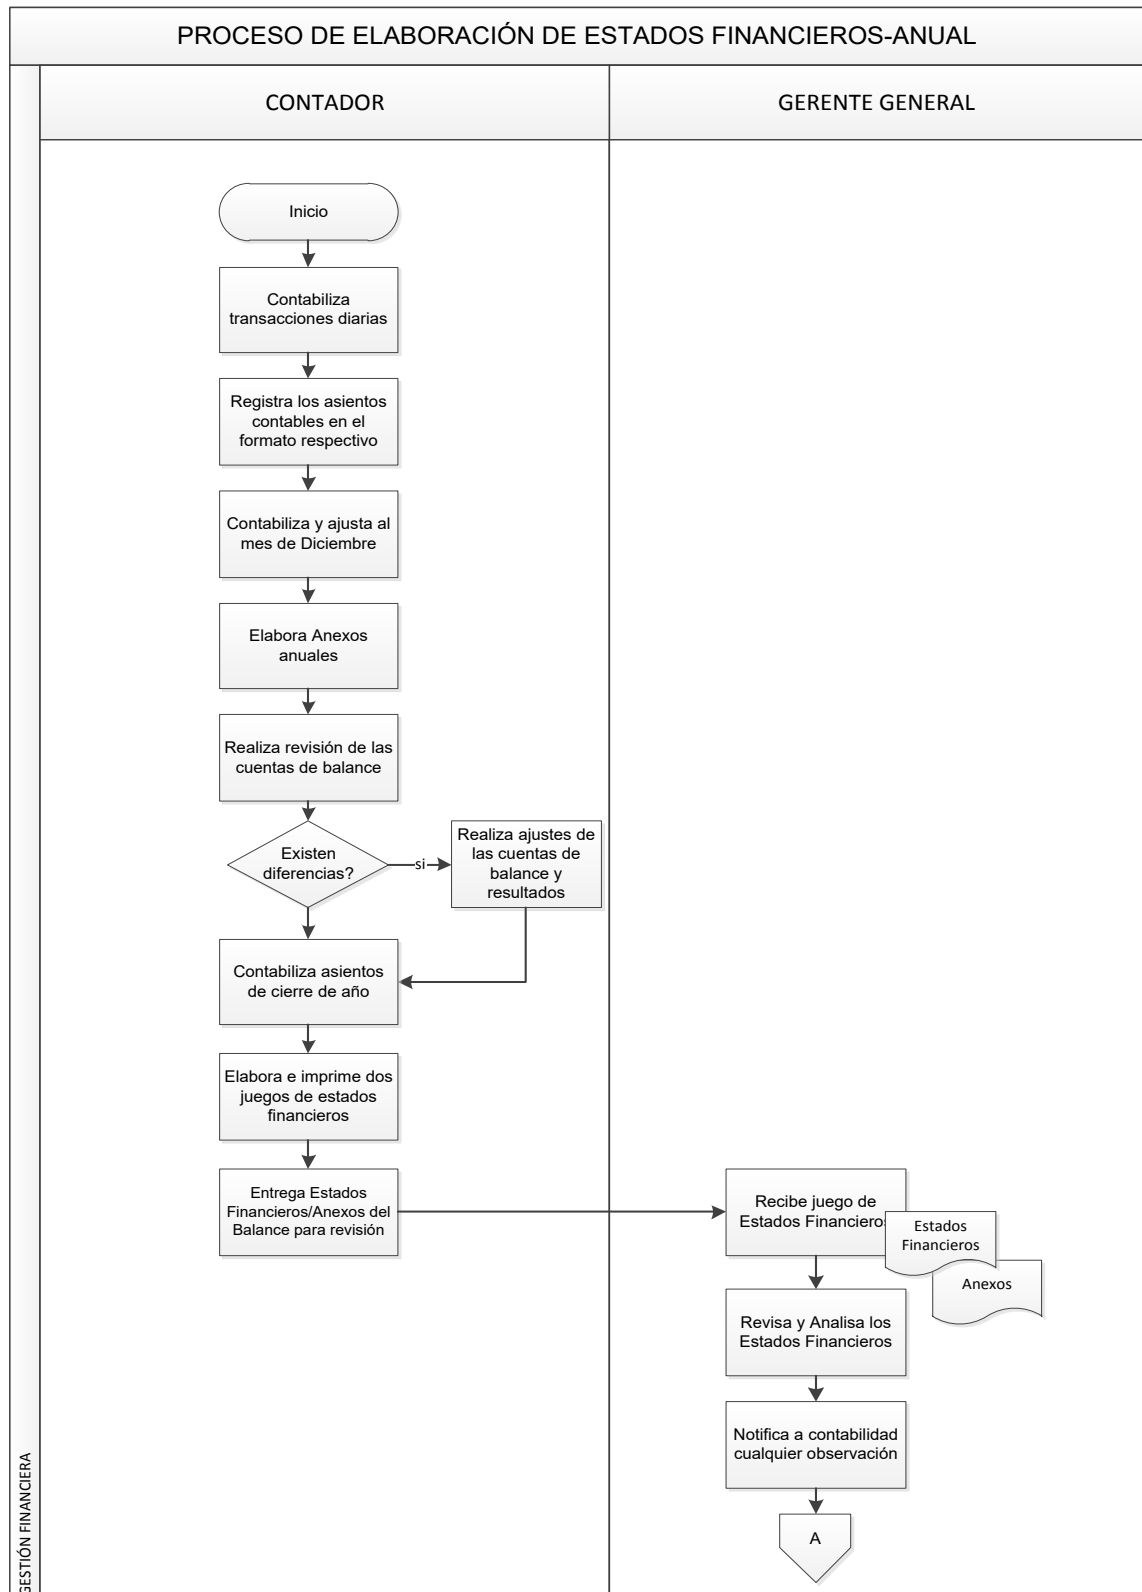 PROCESO DE ELABORACIÓN DE ESTADOS FINANCIEROS-ANUAL
CONTADOR
GERENTE GENERAL
Inicio
Contabiliza
transacciones diarias
Registra los asientos
contables en el
formato respectivo
Contabiliza y ajusta al
mes de Diciembre
Elabora Anexos
anuales
Realiza revisión de las
cuentas de balance
Existen
diferencias?
si
Realiza ajustes de
las cuentas de
balance y
resultados
Contabiliza asientos
de cierre de año
Elabora e imprime dos
juegos de estados
financieros
Entrega Estados
Financieros/Anexos del
Balance para revisión
Recibe juego de
Estados Financieros
Estados
Financieros
Anexos
Revisa y Analisa los
Estados Financieros
Notifica a contabilidad
cualquier observación
A
GESTIÓN FINANCIERA